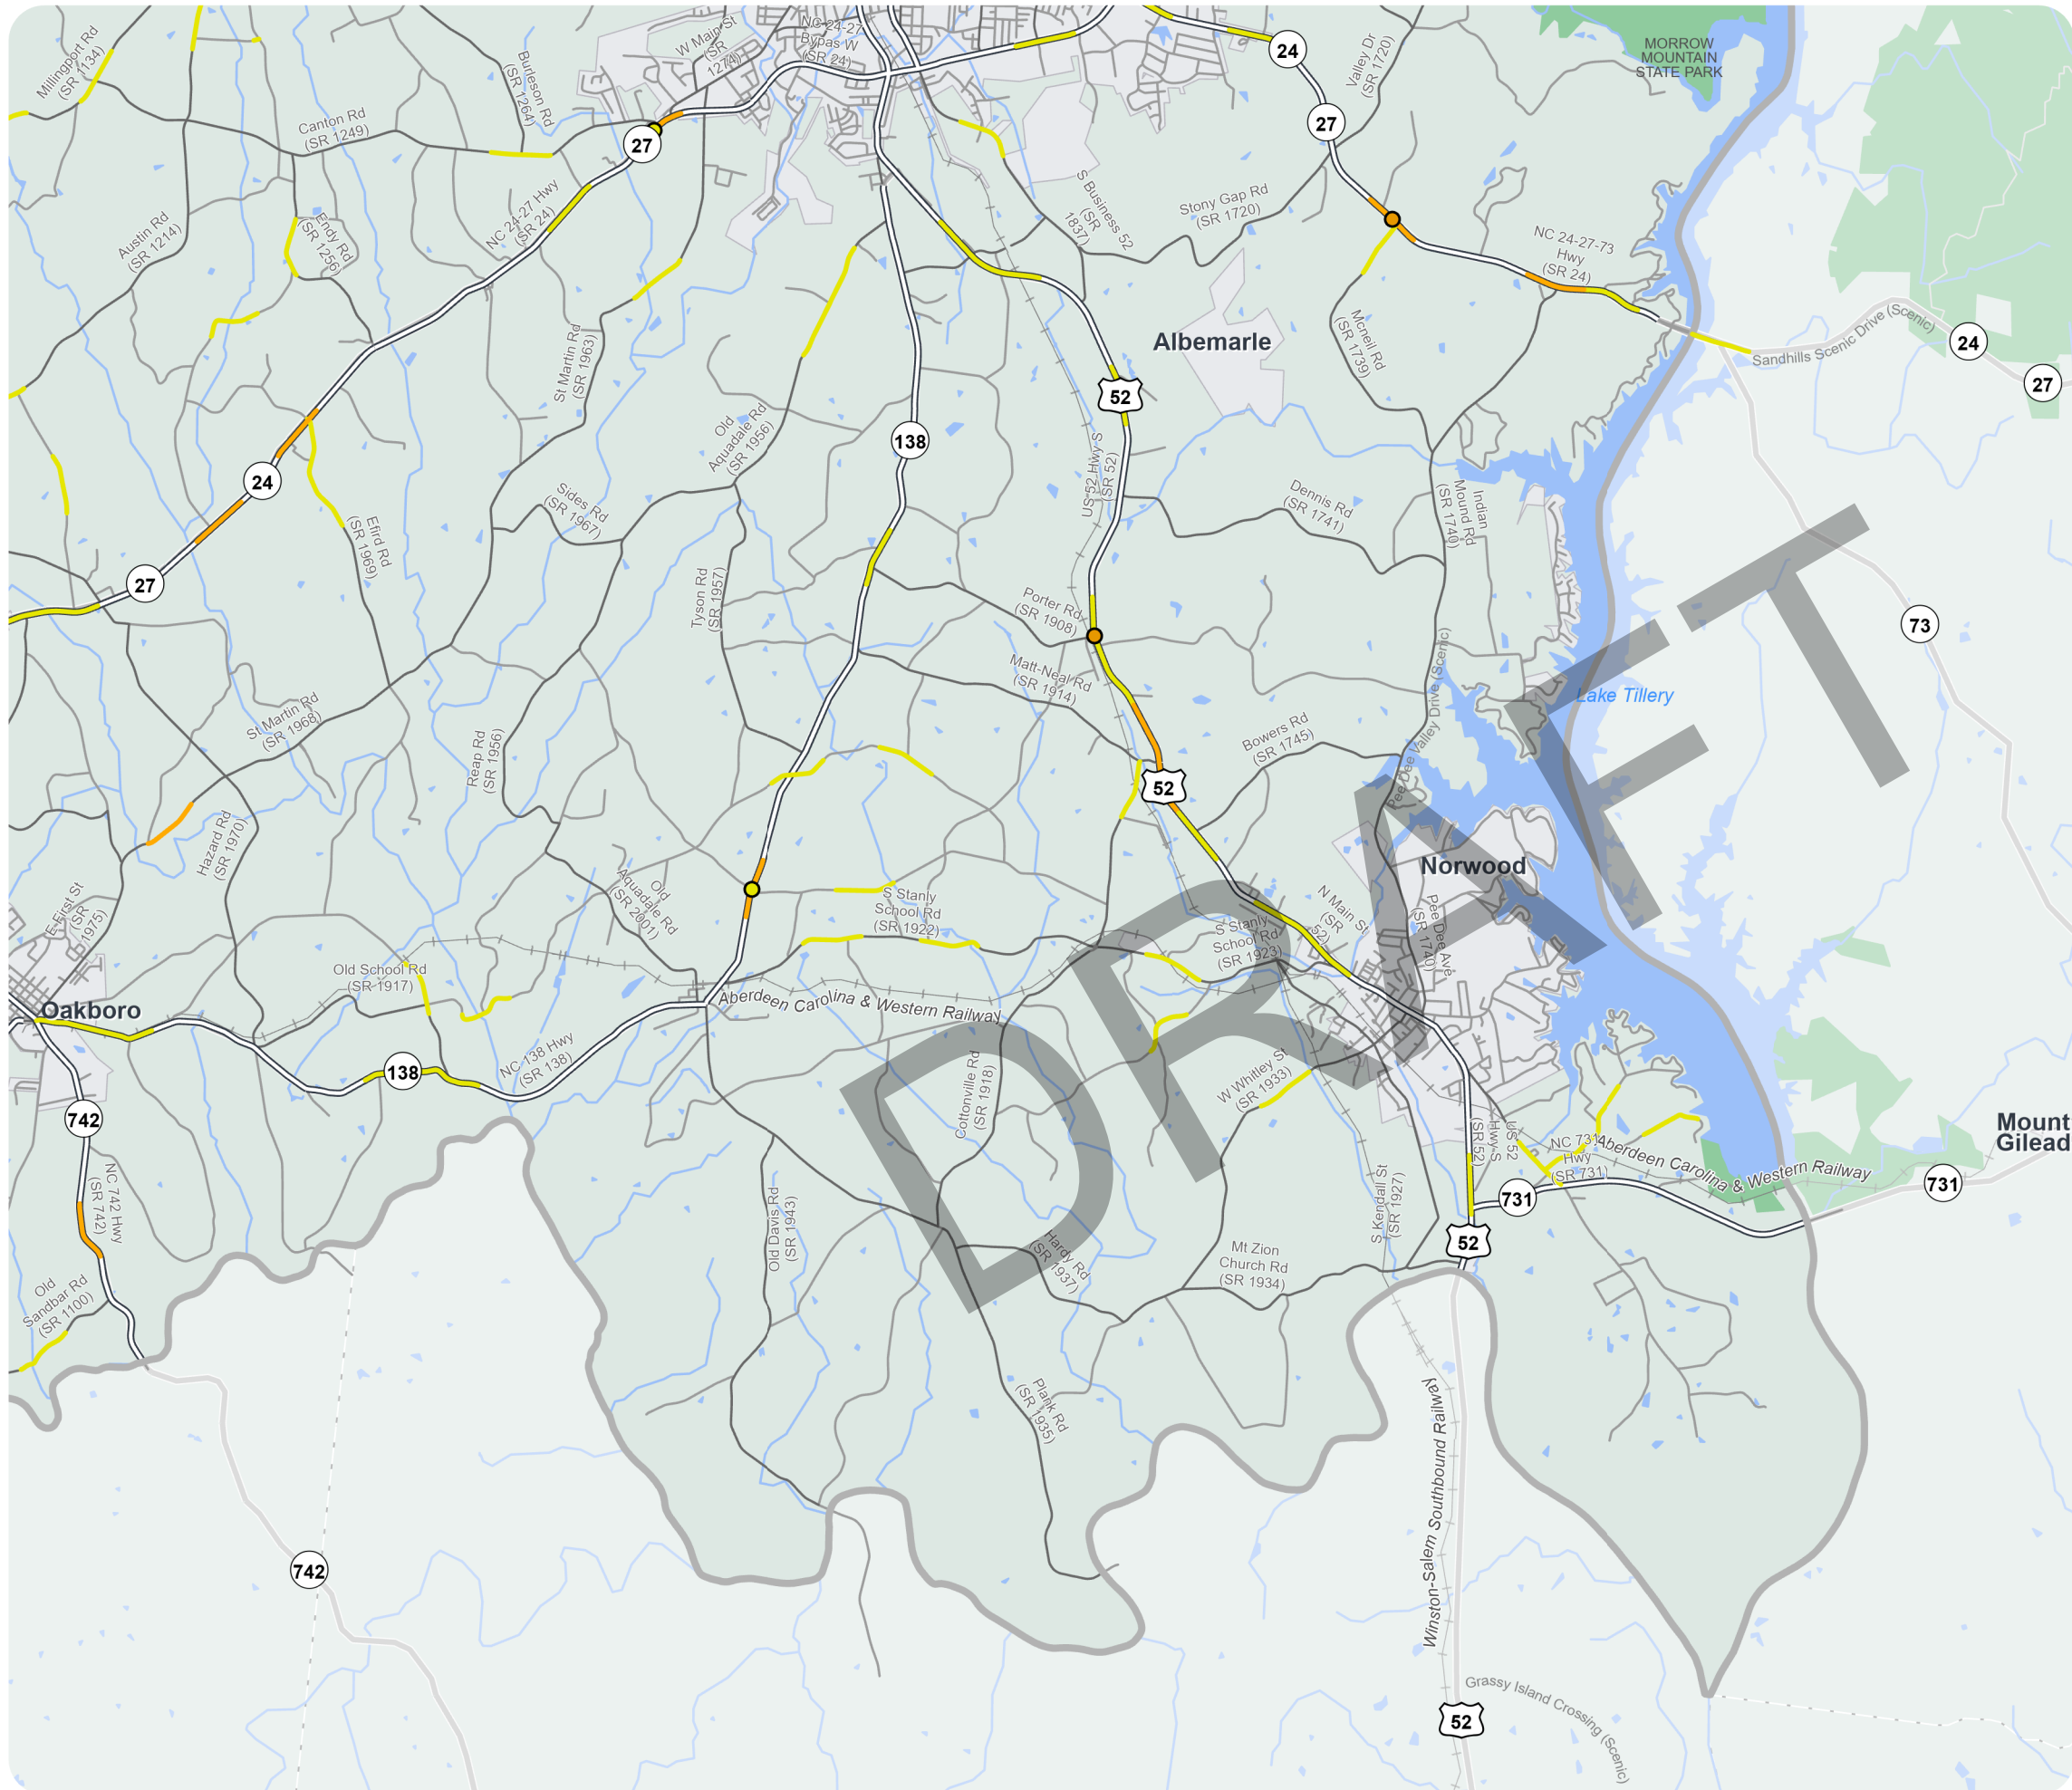 Millingport Rd
(SR 1134)
Canton Rd
(SR 1249)
Burleson Rd
(SR 1264)
W Main St
(SR
1274)
NC 24-27
Bypas W
(SR 24)
24
27
Valley Dr
(SR 1720)
MORROW
MOUNTAIN
STATE PARK
27
Austin Rd
(SR 1214)
Endy Rd
(SR 1256)
NC 24-27 Hwy
(SR 24)
S Business 52
(SR
1837)
Stony Gap Rd
(SR 1720)
NC 24-27-73
Hwy
(SR 24)
St Martin Rd
(SR 1963)
Albemarle
Mcneil Rd
(SR 1739)
Sandhills Scenic Drive (Scenic)
24
27
52
Old
Aquadale Rd
(SR 1956)
138
US 52 Hwy S
(SR 52)
24
Sides Rd
(SR 1967)
Efird Rd
(SR 1969)
Dennis Rd
(SR 1741)
Indian
Mound Rd
(SR 1740)
27
Tyson Rd
(SR 1957)
Porter Rd
(SR 1908)
73
Matt-Neal Rd
(SR 1914)
Pee Dee Valley Drive (Scenic)
Lake Tillery
St Martin Rd
(SR 1968)
Reap Rd
(SR 1956)
Bowers Rd
(SR 1745)
52
Hazard Rd
(SR 1970)
Norwood
E First St
(SR
1975)
Old
Aquadale Rd
(SR 2001)
S Stanly
School Rd
(SR 1922)
S Stanly
School Rd
(SR 1923)
N Main St
(SR
52)
Pee Dee Ave
(SR 1740)
Old School Rd
(SR 1917)
Oakboro
Aberdeen Carolina & Western Railway
NC 138 Hwy
(SR 138)
138
742
Cottonville Rd
(SR 1918)
W Whitley St
(SR 1933)
US 52
Hwy S
(SR 52)
NC 731
Hwy
(SR 731)
Aberdeen Carolina & Western Railway
Mount
Gilead
731
731
NC 742 Hwy
(SR 742)
Old Davis Rd
(SR 1943)
S Kendall St
(SR 1927)
52
Hardy Rd
(SR 1937)
Mt Zion
Church Rd
(SR 1934)
Old
Sandbar Rd
(SR 1100)
Plank Rd
(SR 1935)
Winston-Salem Southbound Railway
742
Grassy Island Crossing (Scenic)
52
DRAFT